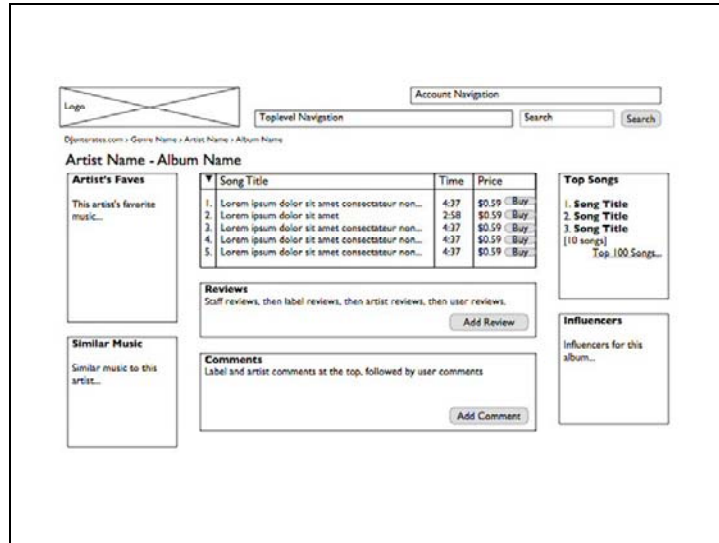 Account Navigation
Logo
Toplevel Navigation
Search
Search
Artist Name - Album Name
Artist's Faves
This artist's favorite
music...
Similar Music
Similar music to this
artist...
▼ Song Title Time Price
1. Lorem ipsum dolor sit amet consectateur non... 4:37 $0.59 Buy
2. Lorem ipsum dolor sit amet 2:58 $0.59 Buy
3. Lorem ipsum dolor sit amet consectateur non... 4:37 $0.59 Buy
4. Lorem ipsum dolor sit amet consectateur non... 4:37 $0.59 Buy
5. Lorem ipsum dolor sit amet consectateur non... 4:37 $0.59 Buy
Reviews
Staff reviews, then label reviews, then artist reviews, then user reviews.
Add Review
Comments
Label and artist comments at the top, followed by user comments
Add Comment
Top Songs
1. Song Title
2. Song Title
3. Song Title
[10 songs]
Top 100 Songs...
Influencers
Influencers for this
album...